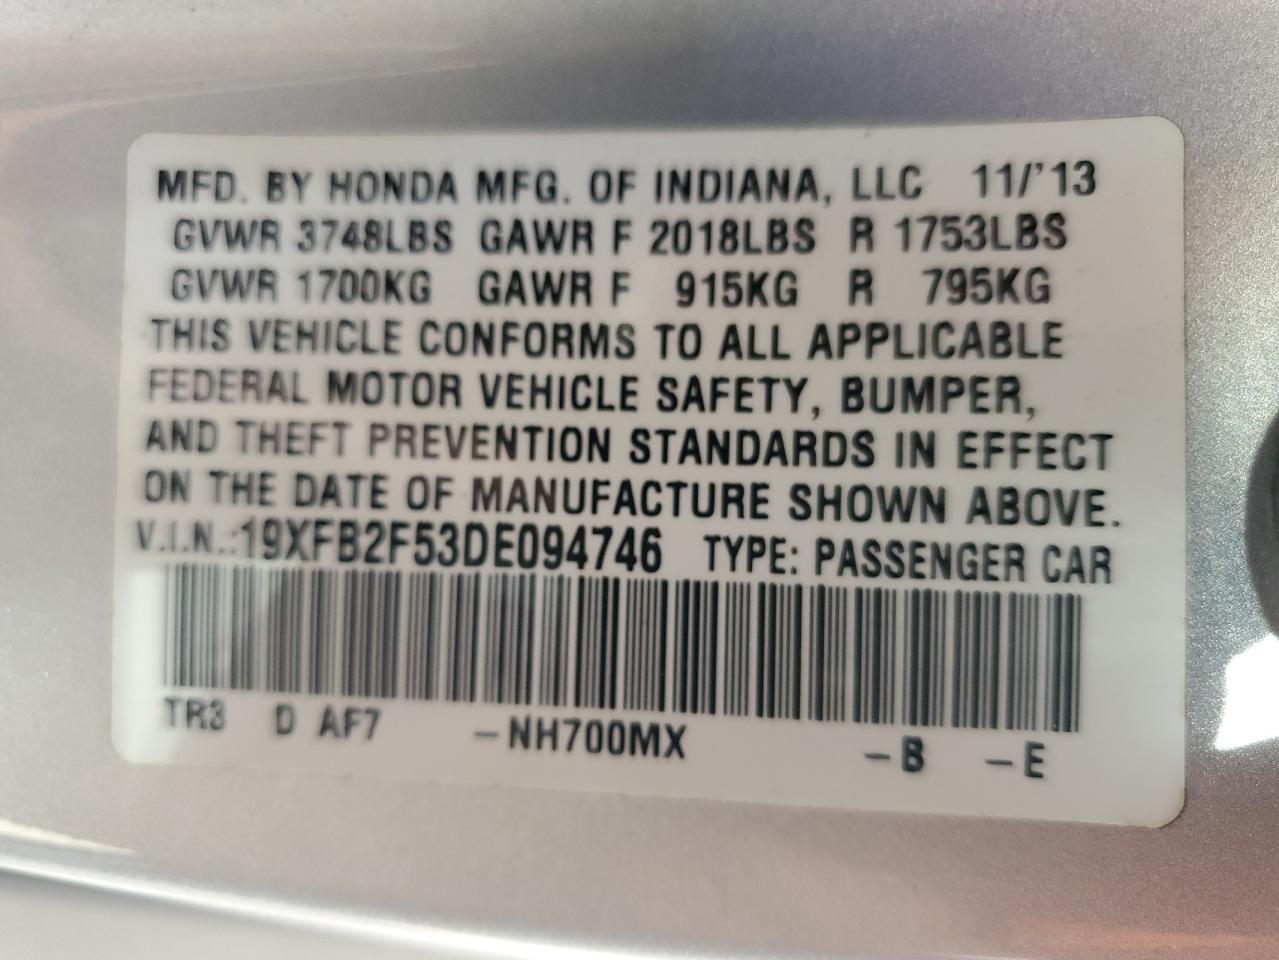 MFD. BY HONDA MFG. OF INDIANA, LLC 11/'13
GVWR 3748LBS GAWR F 2018LBS R 1753LBS
GVWR 1700KG GAWR F 915KG R 795KG
THIS VEHICLE CONFORMS TO ALL APPLICABLE
FEDERAL MOTOR VEHICLE SAFETY, BUMPER,
AND THEFT PREVENTION STANDARDS IN EFFECT
ON THE DATE OF MANUFACTURE SHOWN ABOVE.
V.I.N.:19XFB2F53DE094746 TYPE: PASSENGER CAR
TR3 D AF7 -NH700MX -B -E